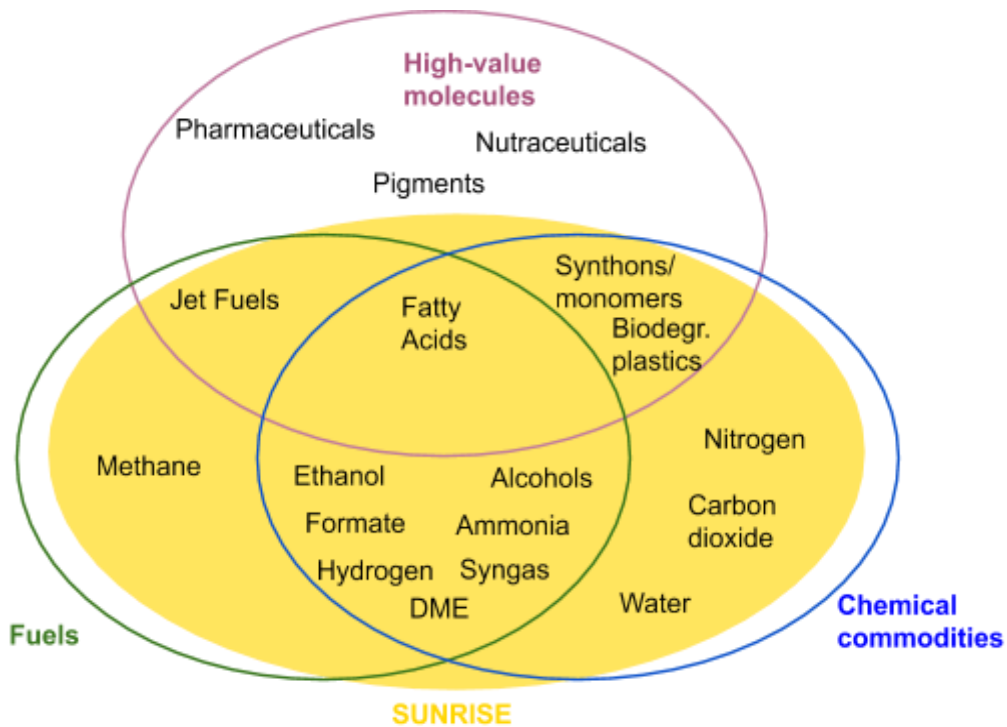 High-value
molecules
Pharmaceuticals
Nutraceuticals
Pigments
Synthons/
monomers
Jet Fuels
Fatty
Acids
Biodegr.
plastics
Nitrogen
Methane
Ethanol
Alcohols
Carbon
dioxide
Formate
Ammonia
Hydrogen
Syngas
DME
Water
Fuels
Chemical
commodities
SUNRISE